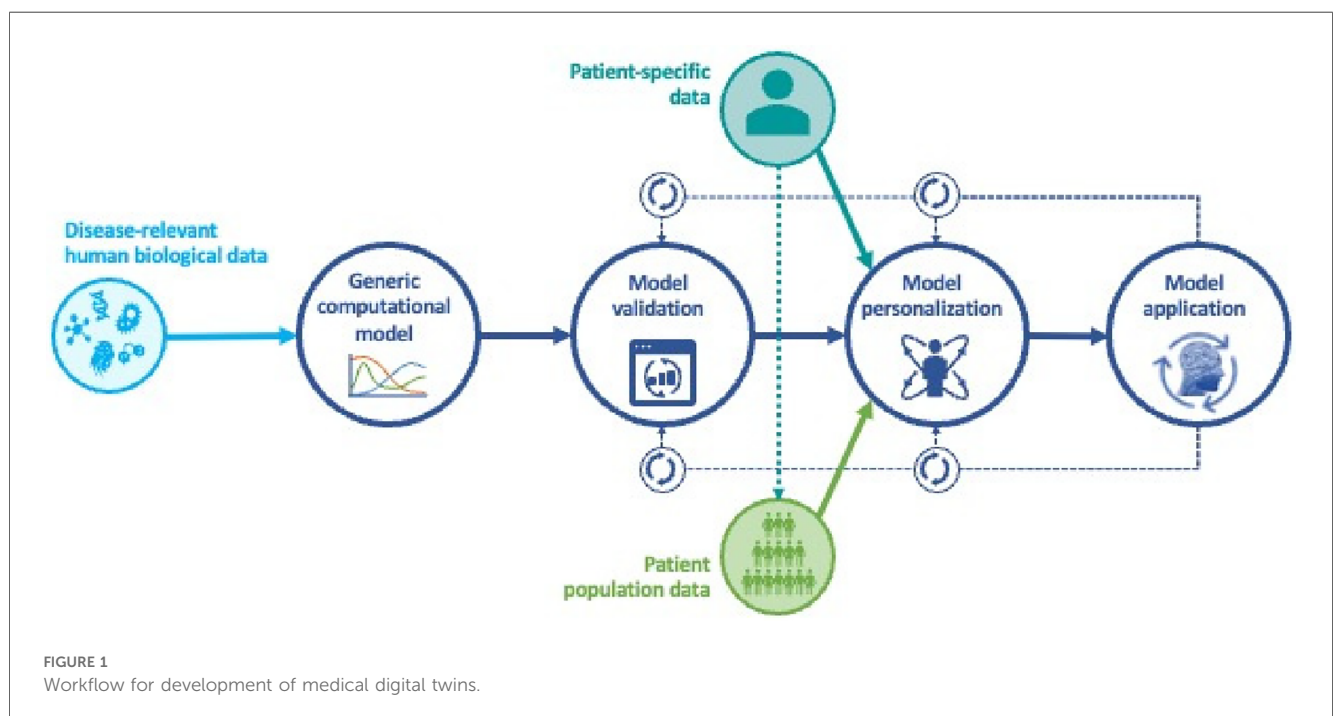 Patient-specific
data
Disease-relevant
human biological data
Generic
computational
model
Model
validation
Model
personalization
Model
application
Patient
population data
FIGURE 1
Workflow for development of medical digital twins.